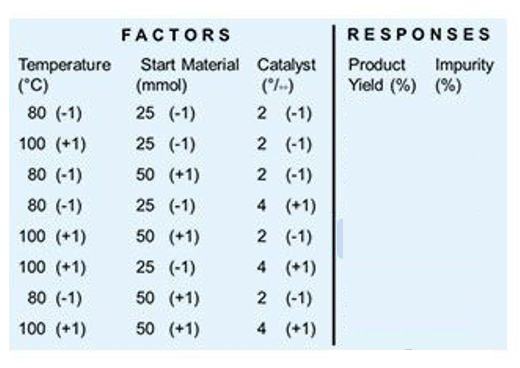 FACTORS RESPONSES
Temperature Start Material Catalyst Product Impurity
(°C) (mmol) (°/--) Yield (%) (%)
80 (-1) 25 (-1) 2 (-1)
100 (+1) 25 (-1) 2 (-1)
80 (-1) 50 (+1) 2 (-1)
80 (-1) 25 (-1) 4 (+1)
100 (+1) 50 (+1) 2 (-1)
100 (+1) 25 (-1) 4 (+1)
80 (-1) 50 (+1) 2 (-1)
100 (+1) 50 (+1) 4 (+1)